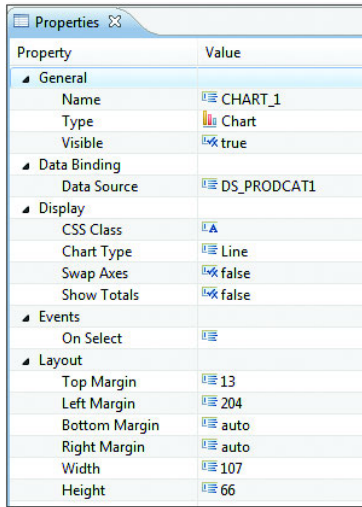 Properties
Property Value
General
Name CHART_1
Type Chart
Visible true
Data Binding
Data Source DS_PRODCAT1
Display
CSS Class
Chart Type Line
Swap Axes false
Show Totals false
Events
On Select
Layout
Top Margin 13
Left Margin 204
Bottom Margin auto
Right Margin auto
Width 107
Height 66